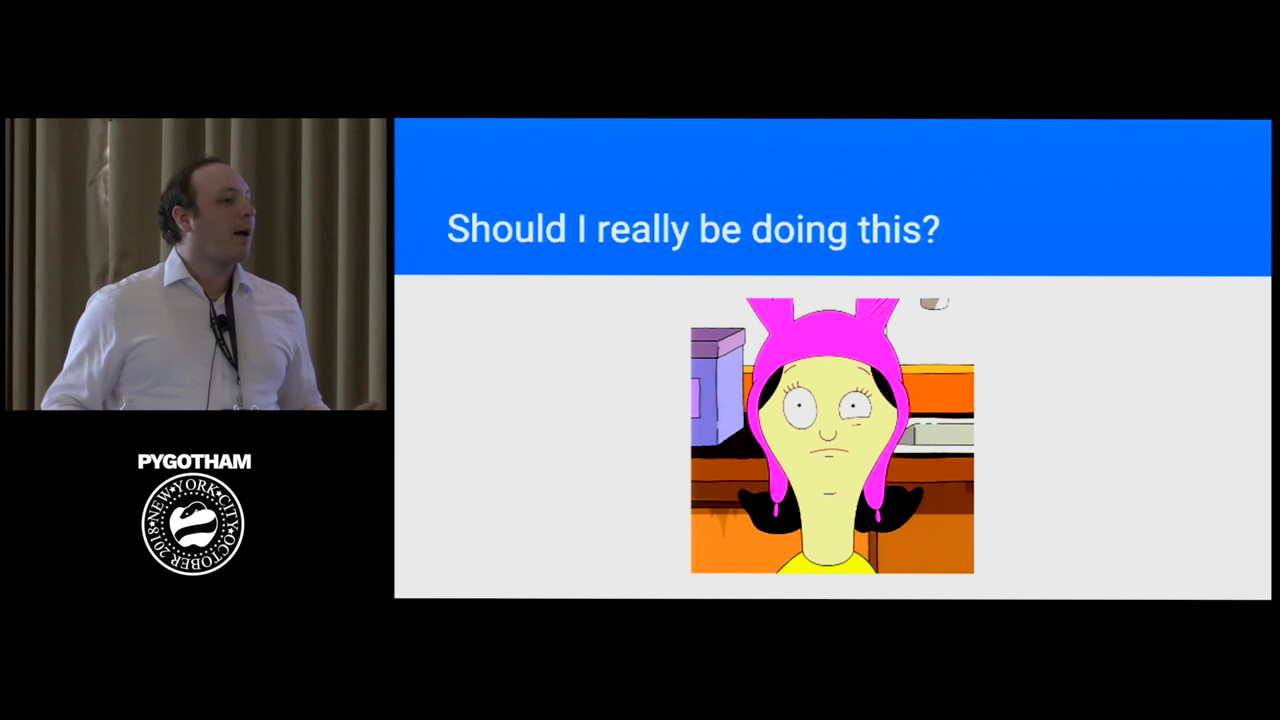 Should I really be doing this?
PYGOTHAM
NEW★YORK★CITY★OCTOBER 2018★